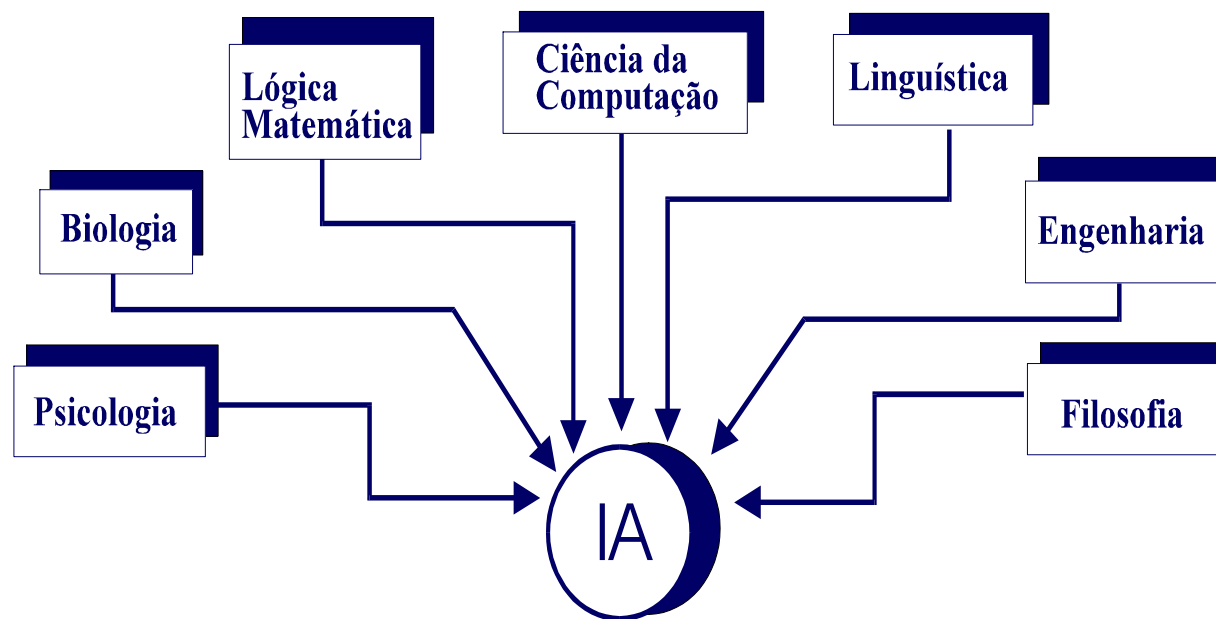 Lógica
Matemática
Ciência da
Computação
Linguística
Biologia
Engenharia
Psicologia
Filosofia
IA